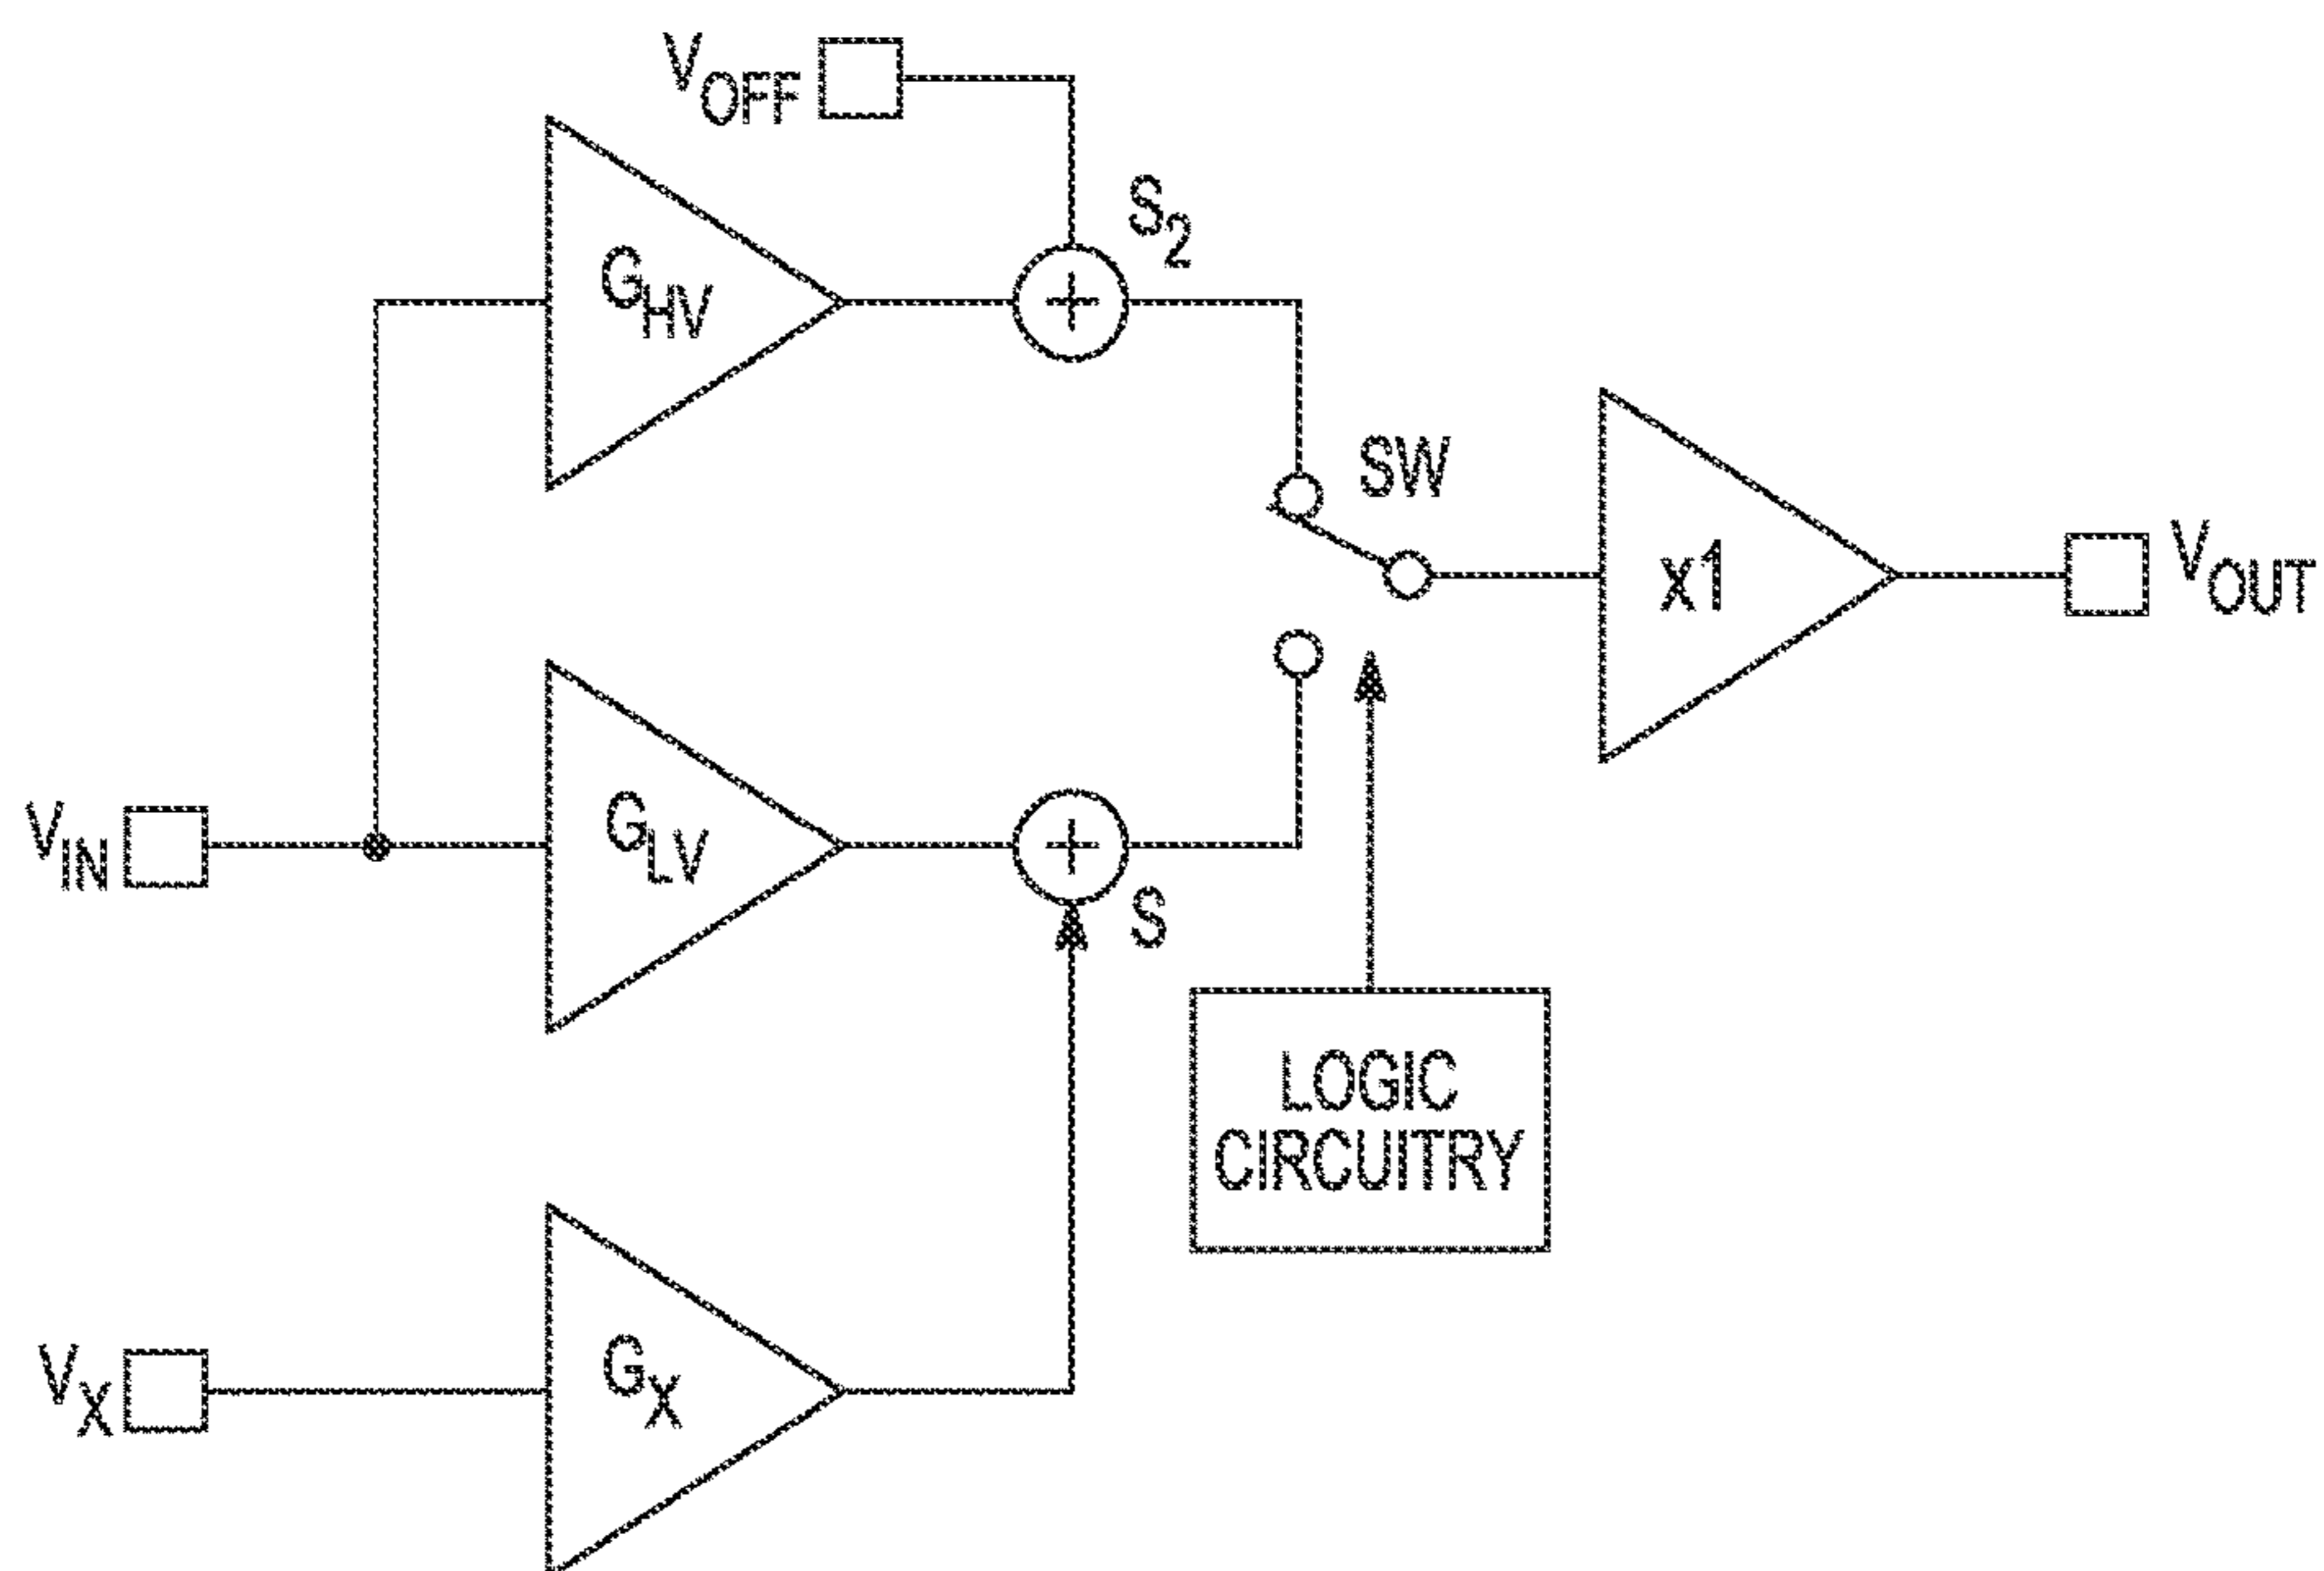 VOFF
S2
GHV
SW
x1
VOUT
VIN
GLV
S
LOGIC
CIRCUITRY
VX
GX